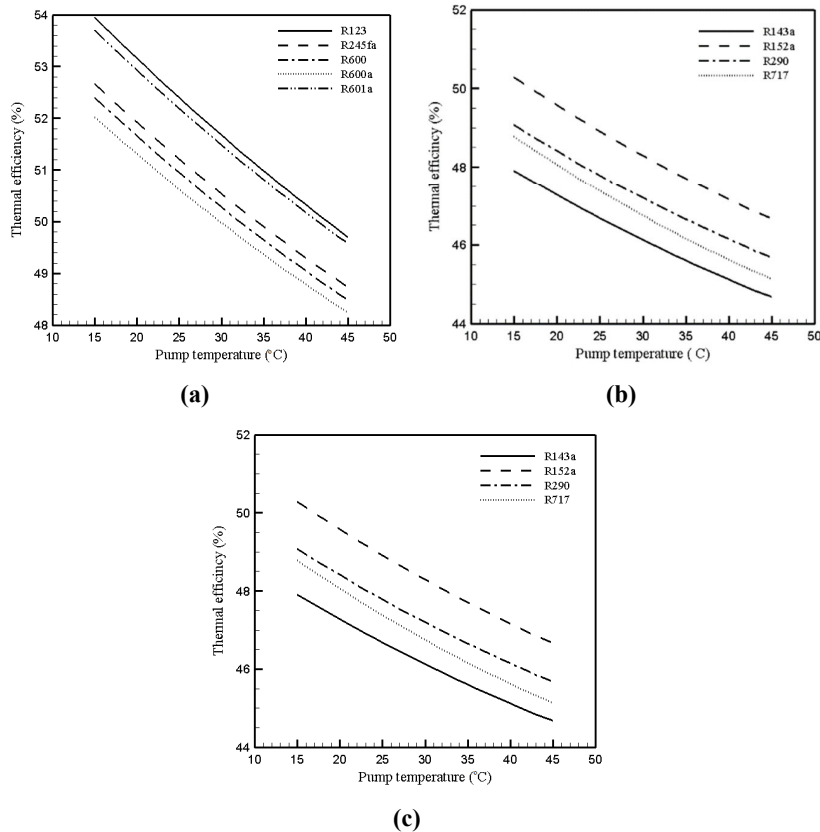 54
53
52
51
50
49
48
10 15 20 25 30 35 40 45 50
Thermal efficiency (%)
Pump temperature (°C)
R123
R245fa
R600
R600a
R601a
(a)
52
50
48
46
44
10 15 20 25 30 35 40 45 50
Thermal efficincy (%)
Pump temperature ( C)
R143a
R152a
R290
R717
(b)
52
50
48
46
44
10 15 20 25 30 35 40 45 50
Thermal efficincy (%)
Pump temperature (°C)
R143a
R152a
R290
R717
(c)